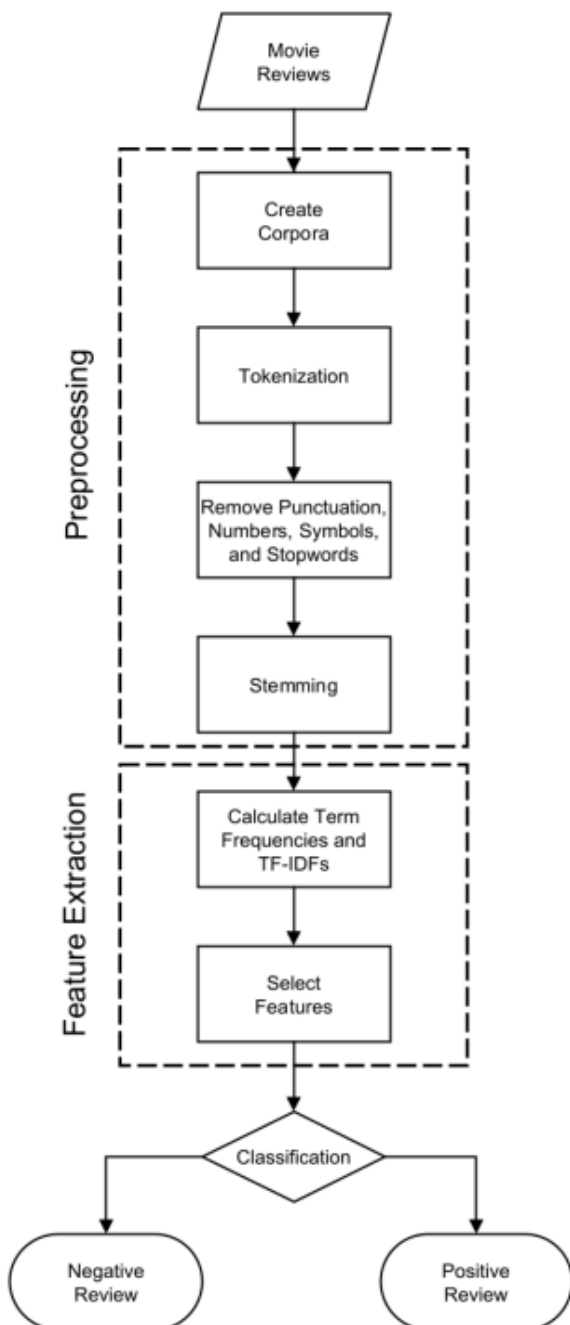 Movie
Reviews
Preprocessing
Create
Corpora
Tokenization
Remove Punctuation,
Numbers, Symbols,
and Stopwords
Stemming
Feature Extraction
Calculate Term
Frequencies and
TF-IDFs
Select
Features
Classification
Negative
Review
Positive
Review